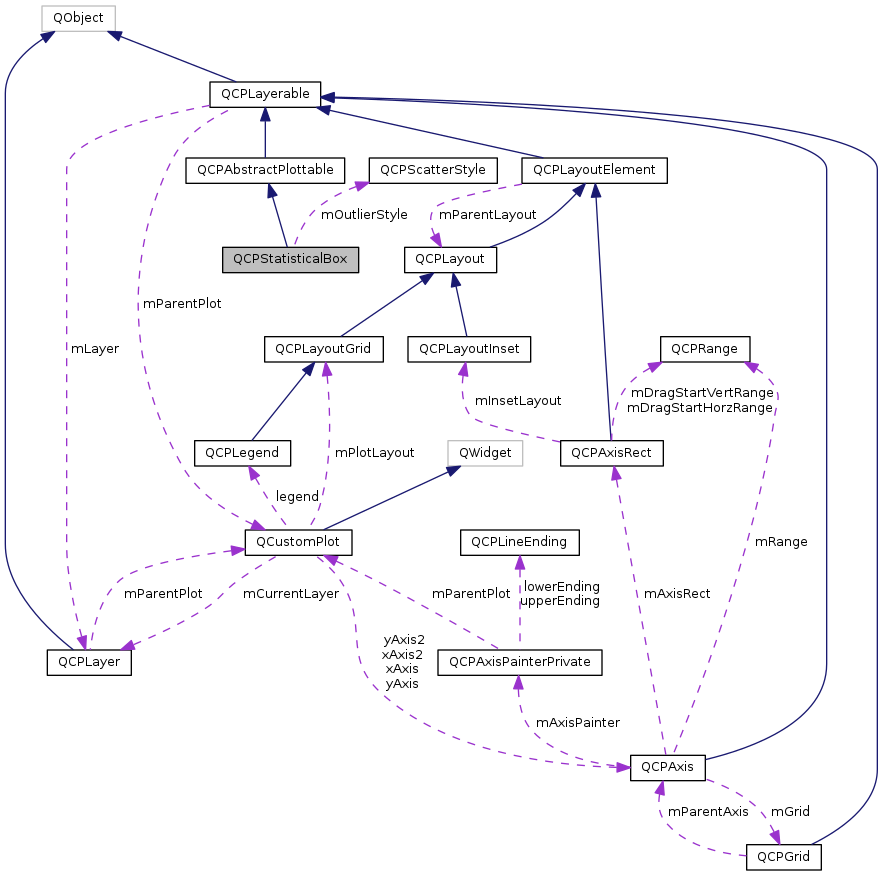 QObject
QCPLayerable
QCPAbstractPlottable
QCPScatterStyle
QCPLayoutElement
mOutlierStyle
mParentLayout
QCPStatisticalBox
QCPLayout
mParentPlot
mLayer
QCPLayoutGrid
QCPLayoutInset
QCPRange
mDragStartVertRange
mDragStartHorzRange
mInsetLayout
QCPLegend
mPlotLayout
QWidget
QCPAxisRect
legend
QCustomPlot
QCPLineEnding
mRange
mParentPlot
mCurrentLayer
mParentPlot
lowerEnding
upperEnding
mAxisRect
yAxis2
xAxis2
xAxis
yAxis
QCPLayer
QCPAxisPainterPrivate
mAxisPainter
QCPAxis
mParentAxis
mGrid
QCPGrid